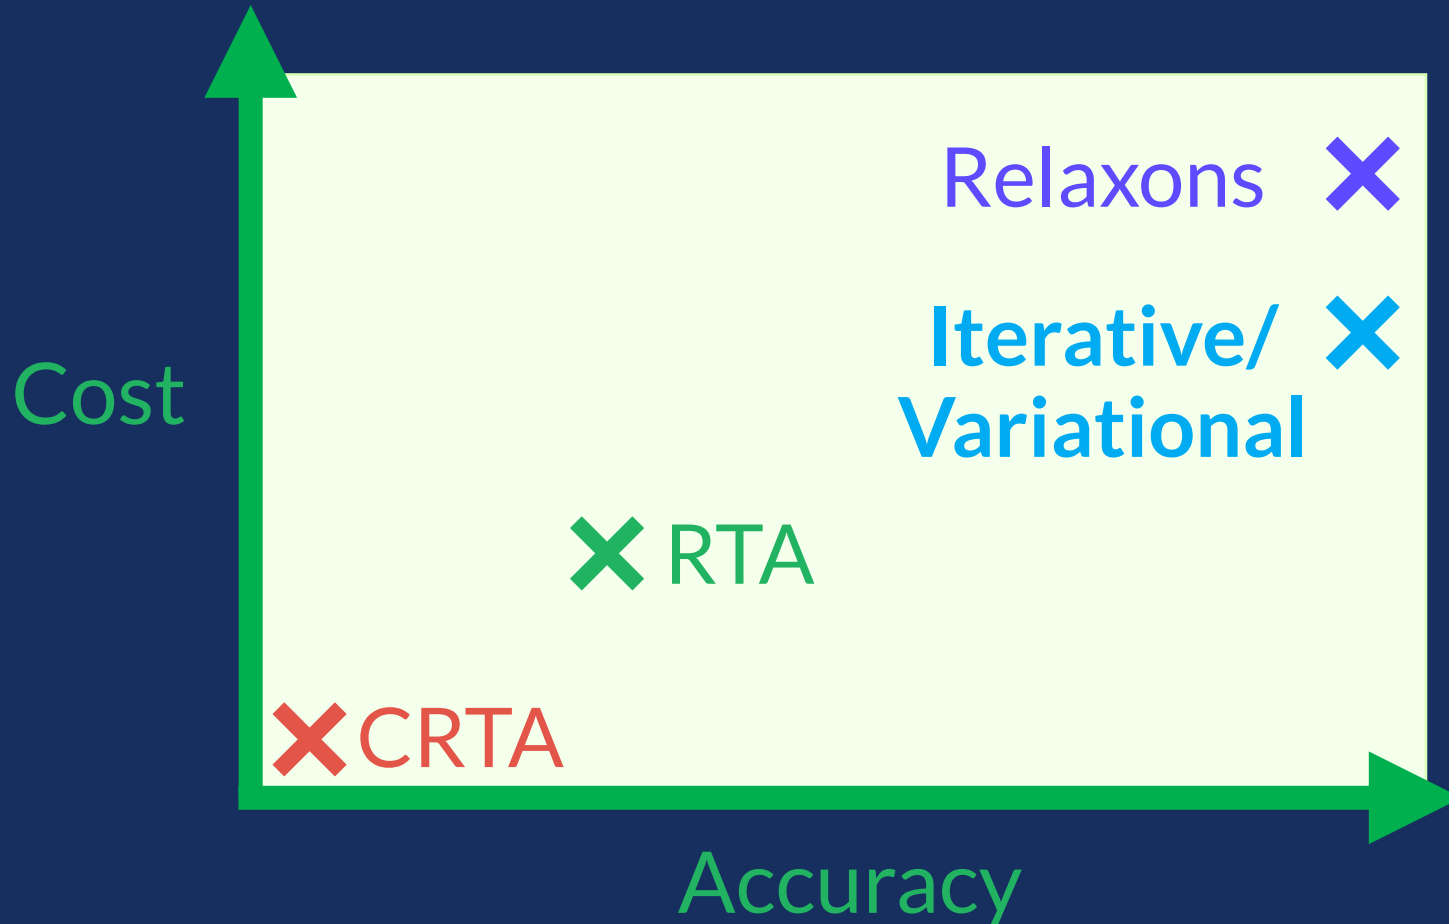 Relaxons
Iterative/
Variational
Cost
RTA
CRTA
Accuracy